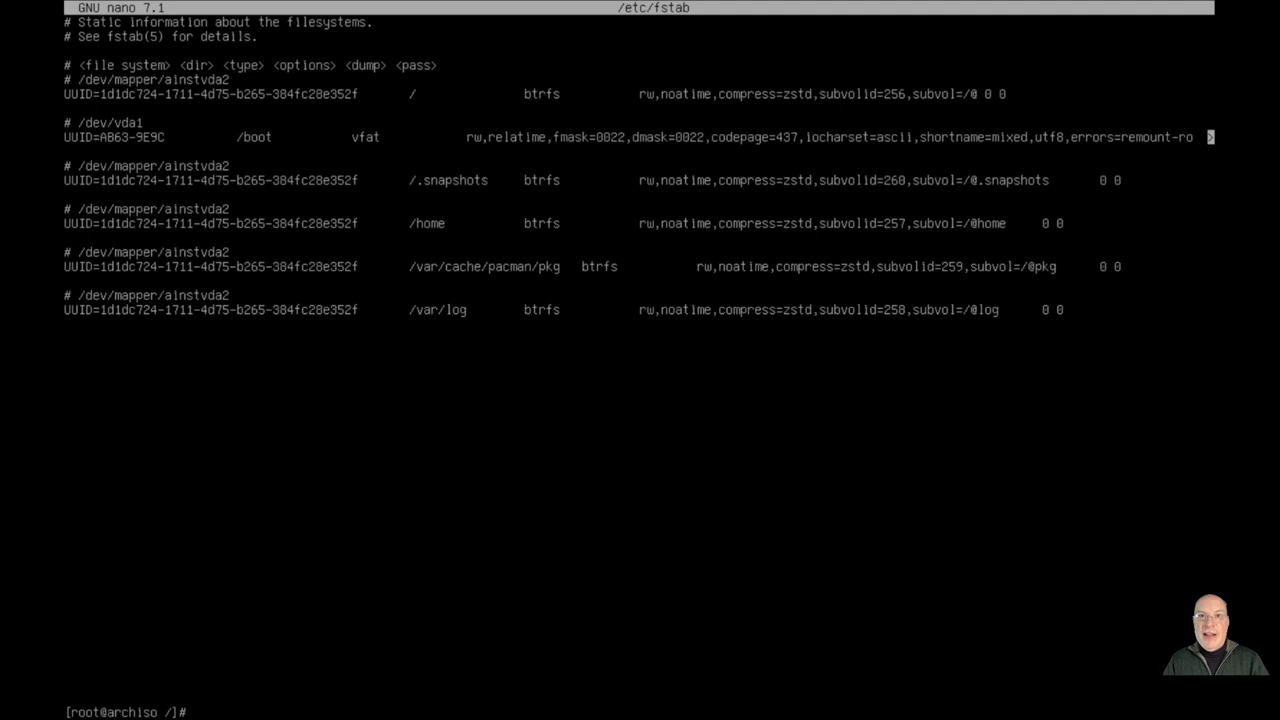 GNU nano 7.1 /etc/fstab
# Static information about the filesystems.
# See fstab(5) for details.
# <file system> <dir> <type> <options> <dump> <pass>
# /dev/mapper/ainstvda2
UUID=1d1dc724-1711-4d75-b265-384fc28e352f / btrfs rw,noatime,compress=zstd,subvolid=256,subvol=/@ 0 0
# /dev/vda1
UUID=AB63-9E9C /boot vfat rw,relatime,fmask=0022,dmask=0022,codepage=437,iocharset=ascii,shortname=mixed,utf8,errors=remount-ro >
# /dev/mapper/ainstvda2
UUID=1d1dc724-1711-4d75-b265-384fc28e352f /.snapshots btrfs rw,noatime,compress=zstd,subvolid=260,subvol=/@.snapshots 0 0
# /dev/mapper/ainstvda2
UUID=1d1dc724-1711-4d75-b265-384fc28e352f /home btrfs rw,noatime,compress=zstd,subvolid=257,subvol=/@home 0 0
# /dev/mapper/ainstvda2
UUID=1d1dc724-1711-4d75-b265-384fc28e352f /var/cache/pacman/pkg btrfs rw,noatime,compress=zstd,subvolid=259,subvol=/@pkg 0 0
# /dev/mapper/ainstvda2
UUID=1d1dc724-1711-4d75-b265-384fc28e352f /var/log btrfs rw,noatime,compress=zstd,subvolid=258,subvol=/@log 0 0
[root@archiso /]#